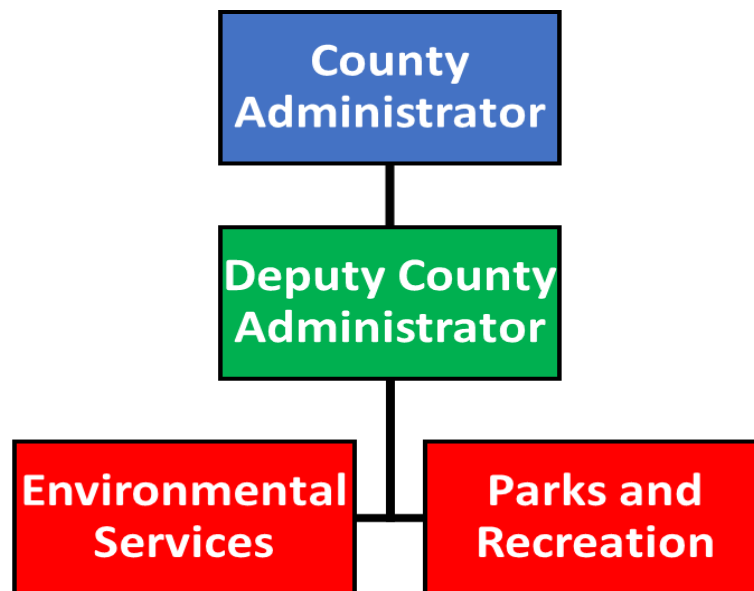 County
Administrator
Deputy County
Administrator
Environmental
Services
Parks and
Recreation